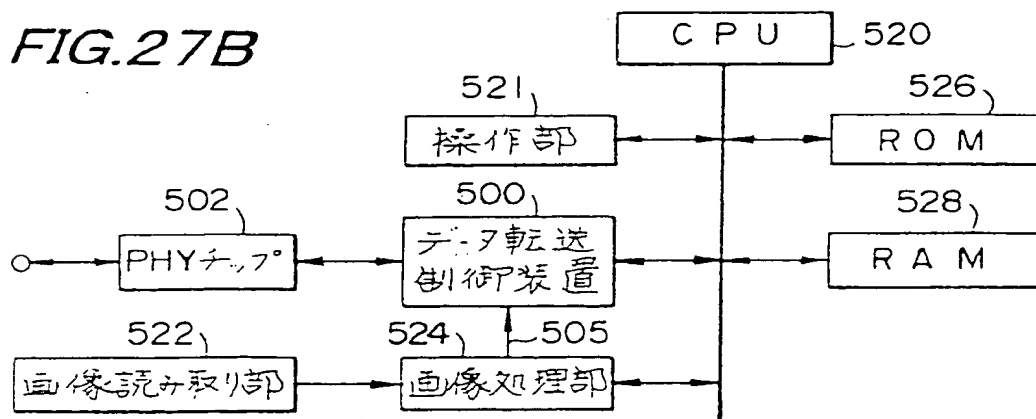 FIG.27B
CPU
520
521
操作部
526
ROM
502
PHYチップ
500
データ転送
制御装置
528
RAM
522
画像読み取り部
524
画像処理部
505